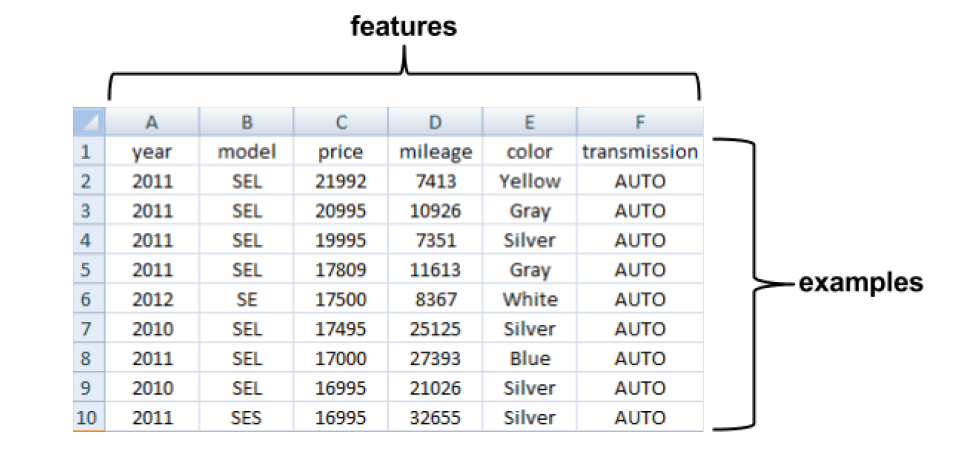 features
A B C D E F
1 year model price mileage color transmission
2 2011 SEL 21992 7413 Yellow AUTO
3 2011 SEL 20995 10926 Gray AUTO
4 2011 SEL 19995 7351 Silver AUTO
5 2011 SEL 17809 11613 Gray AUTO
6 2012 SE 17500 8367 White AUTO
7 2010 SEL 17495 25125 Silver AUTO
8 2011 SEL 17000 27393 Blue AUTO
9 2010 SEL 16995 21026 Silver AUTO
10 2011 SES 16995 32655 Silver AUTO
examples